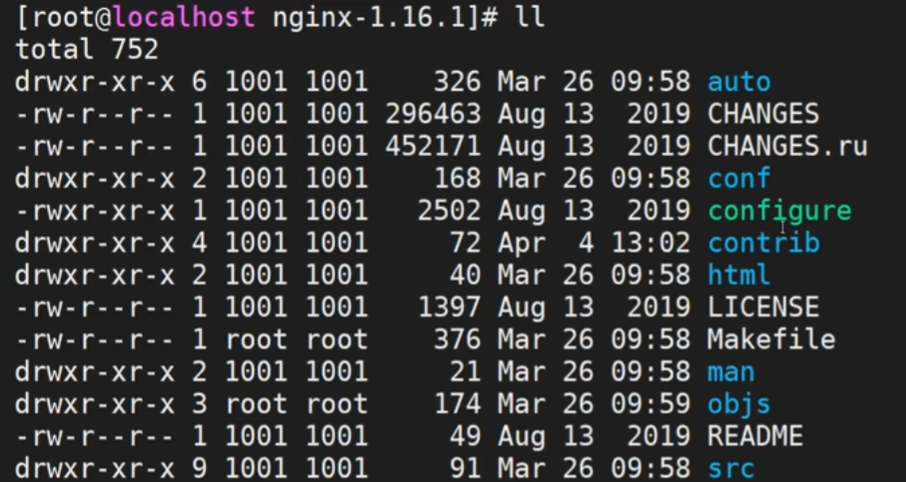 [root@localhost nginx-1.16.1]# ll
total 752
drwxr-xr-x 6 1001 1001    326 Mar 26 09:58 auto
-rw-r--r-- 1 1001 1001 296463 Aug 13  2019 CHANGES
-rw-r--r-- 1 1001 1001 452171 Aug 13  2019 CHANGES.ru
drwxr-xr-x 2 1001 1001    168 Mar 26 09:58 conf
-rwxr-xr-x 1 1001 1001   2502 Aug 13  2019 configure
drwxr-xr-x 4 1001 1001     72 Apr  4 13:02 contrib
drwxr-xr-x 2 1001 1001     40 Mar 26 09:58 html
-rw-r--r-- 1 1001 1001   1397 Aug 13  2019 LICENSE
-rw-r--r-- 1 root root    376 Mar 26 09:58 Makefile
drwxr-xr-x 2 1001 1001     21 Mar 26 09:58 man
drwxr-xr-x 3 root root    174 Mar 26 09:59 objs
-rw-r--r-- 1 1001 1001     49 Aug 13  2019 README
drwxr-xr-x 9 1001 1001     91 Mar 26 09:58 src